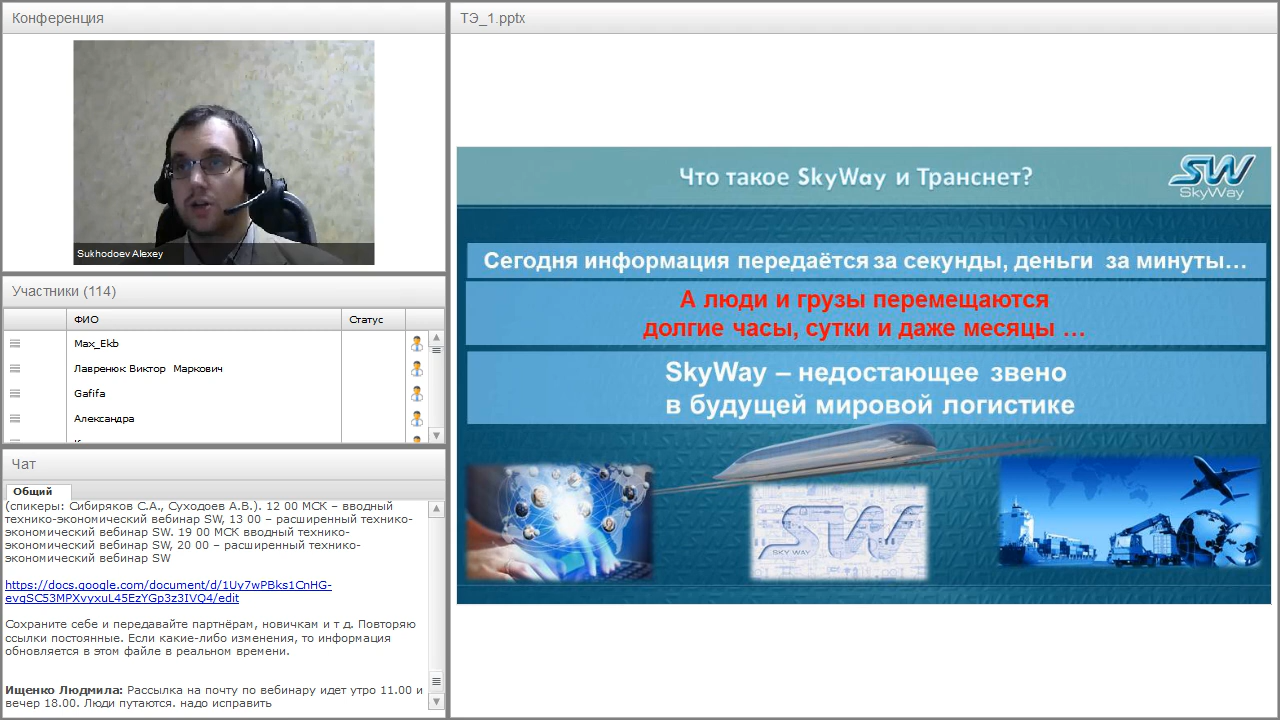 Конференция
Sukhodoev Alexey
Участники (114)
ФИО
Статус
Max_Ekb
Лавренюк Виктор Маркович
Gafifa
Александра
Чат
Общий
(спикеры: Сибиряков С.А., Суходоев А.В.). 12 00 МСК – вводный
технико-экономический вебинар SW, 13 00 – расширенный технико-
экономический вебинар SW. 19 00 МСК вводный технико-
экономический вебинар SW, 20 00 – расширенный технико-
экономический вебинар SW
https://docs.google.com/document/d/1Uy7wPBks1CnHG-
evqSC53MPXvyxuL45EzYGp3z3IVQ4/edit
Сохраните себе и передавайте партнёрам, новичкам и т д. Повторяю
ссылки постоянные. Если какие-либо изменения, то информация
обновляется в этом файле в реальном времени.
Ищенко Людмила: Рассылка на почту по вебинару идет утро 11.00 и
вечер 18.00. Люди путаются, надо исправить
ТЭ_1.pptx
Что такое SkyWay и Транснет?
SW
SkyWay
Сегодня информация передаётся за секунды, деньги за минуты…
А люди и грузы перемещаются
долгие часы, сутки и даже месяцы …
SkyWay – недостающее звено
в будущей мировой логистике
SW
SKY WAY